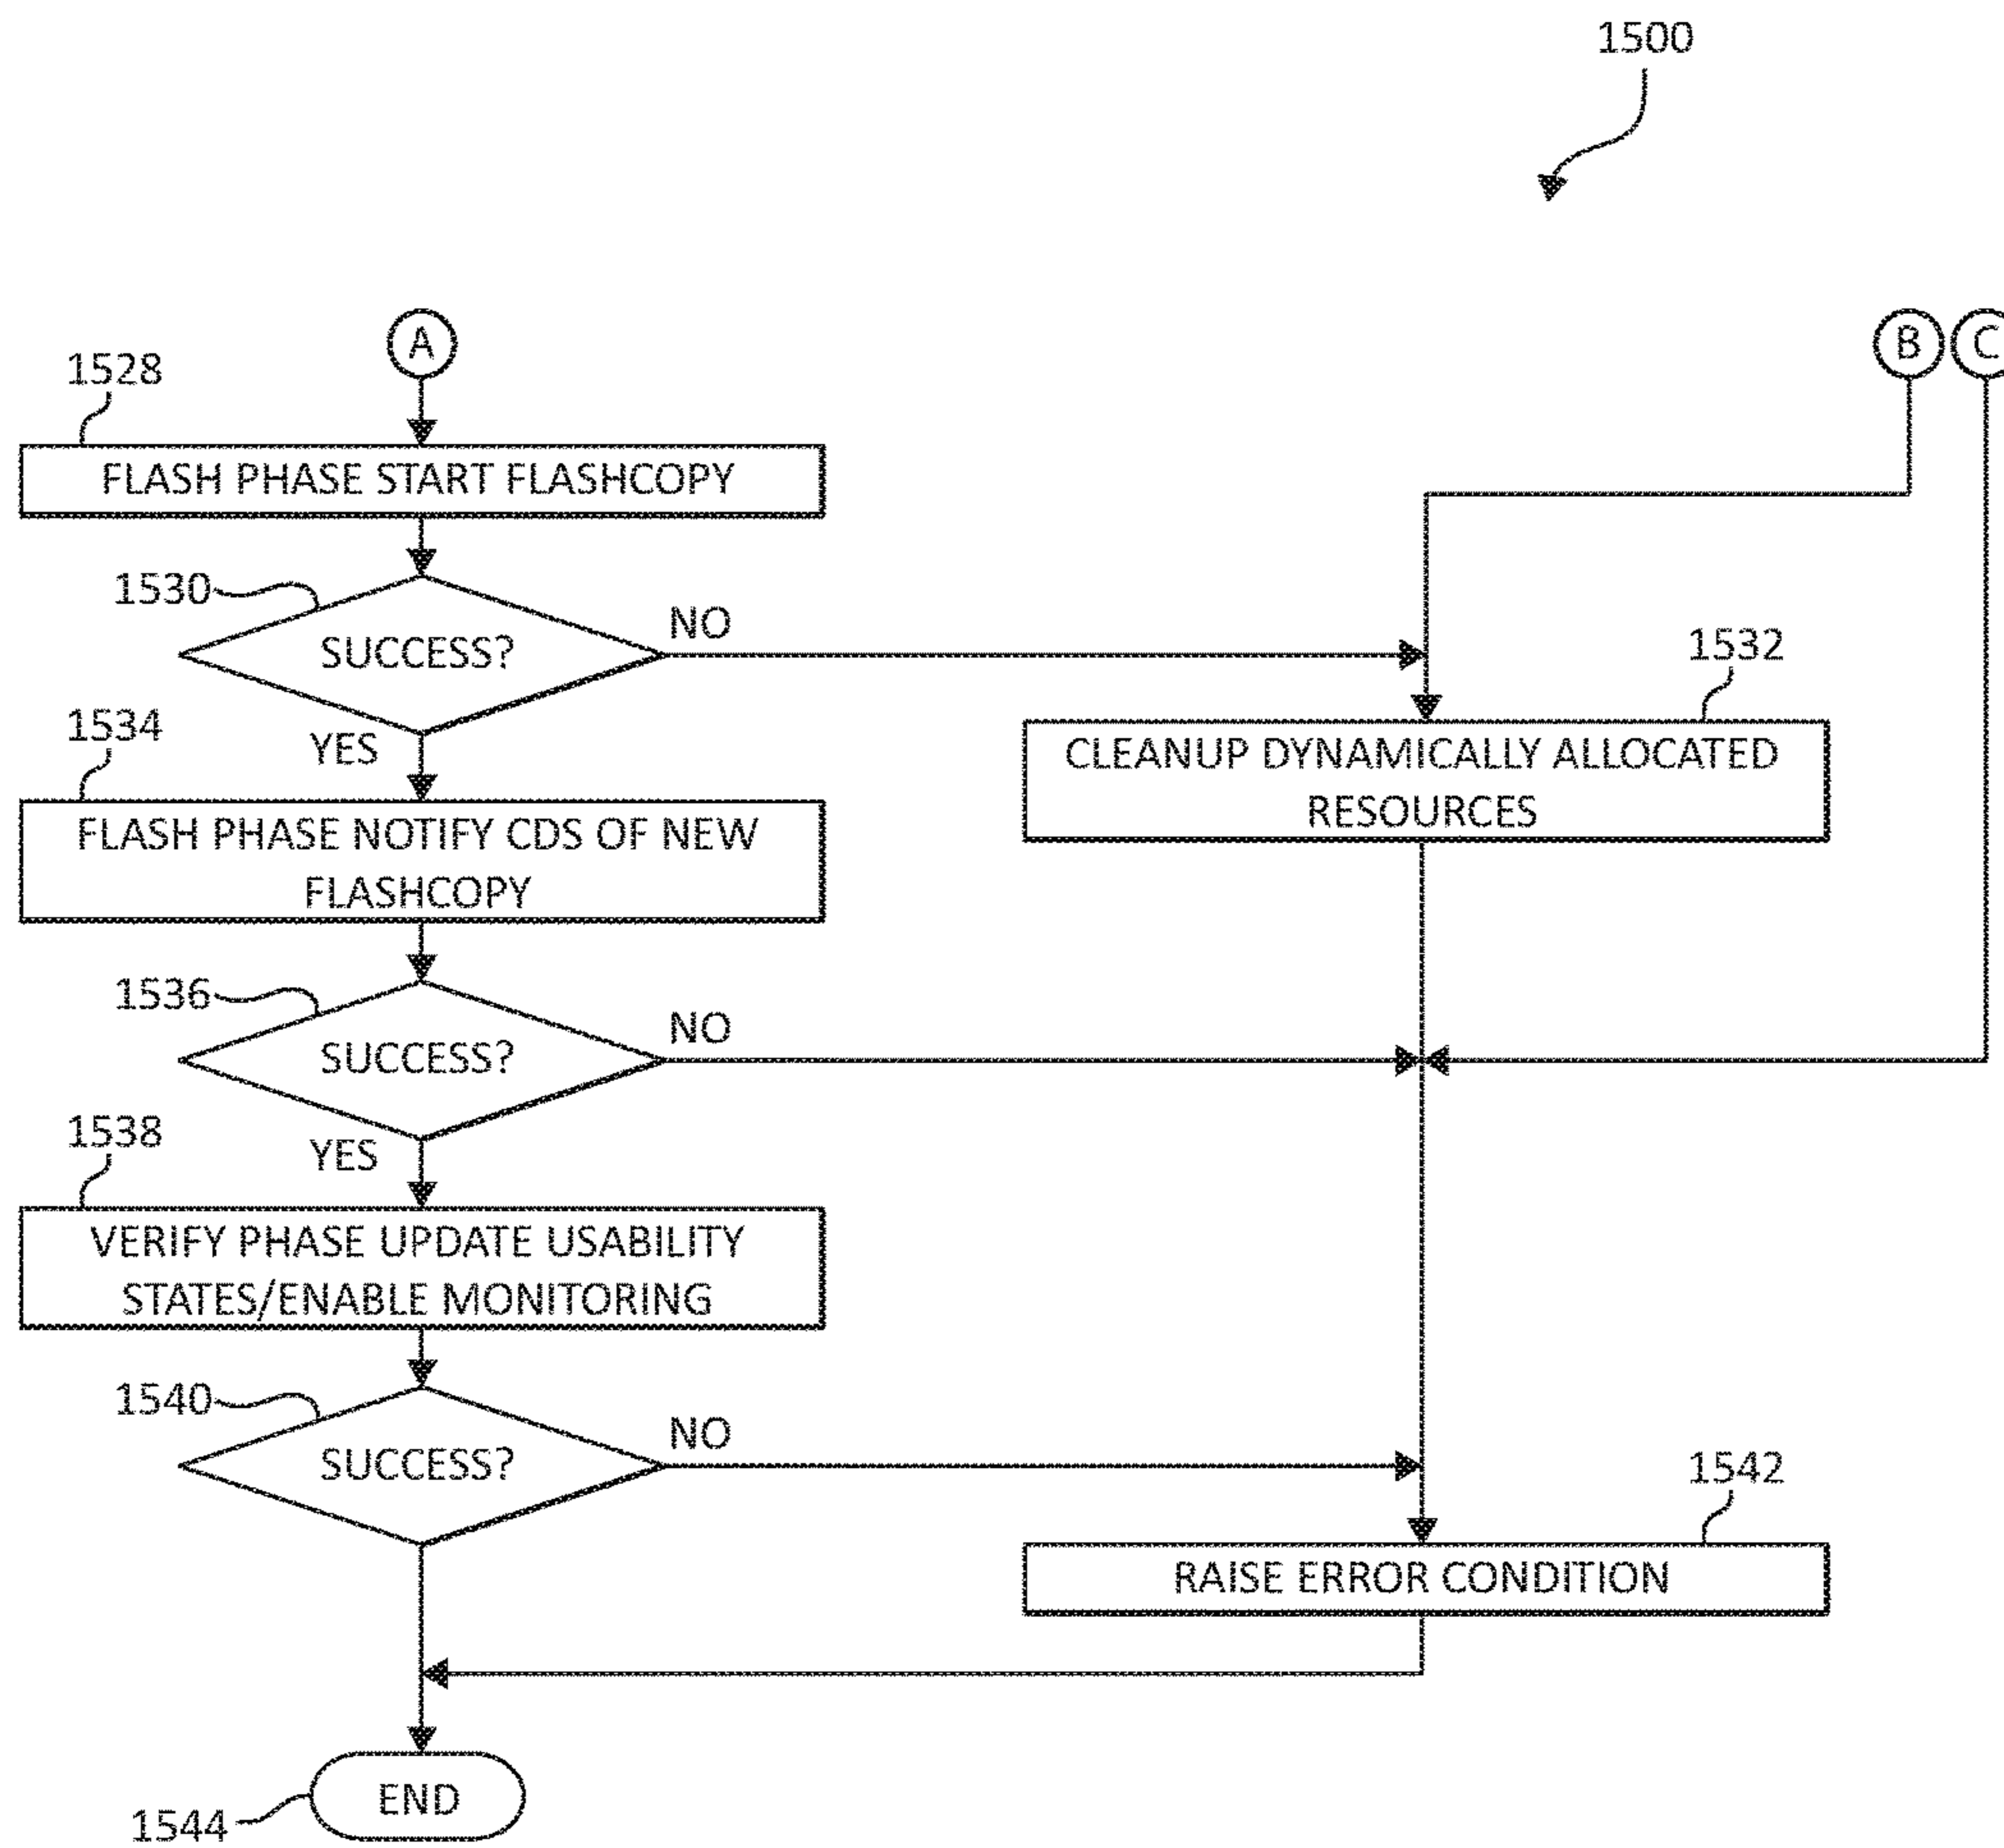 1500
A
B
C
1528
FLASH PHASE START FLASHCOPY
1530
SUCCESS?
NO
1532
YES
1534
CLEANUP DYNAMICALLY ALLOCATED
RESOURCES
FLASH PHASE NOTIFY CDS OF NEW
FLASHCOPY
1536
SUCCESS?
NO
YES
1538
VERIFY PHASE UPDATE USABILITY
STATES/ENABLE MONITORING
1540
SUCCESS?
NO
1542
RAISE ERROR CONDITION
END
1544